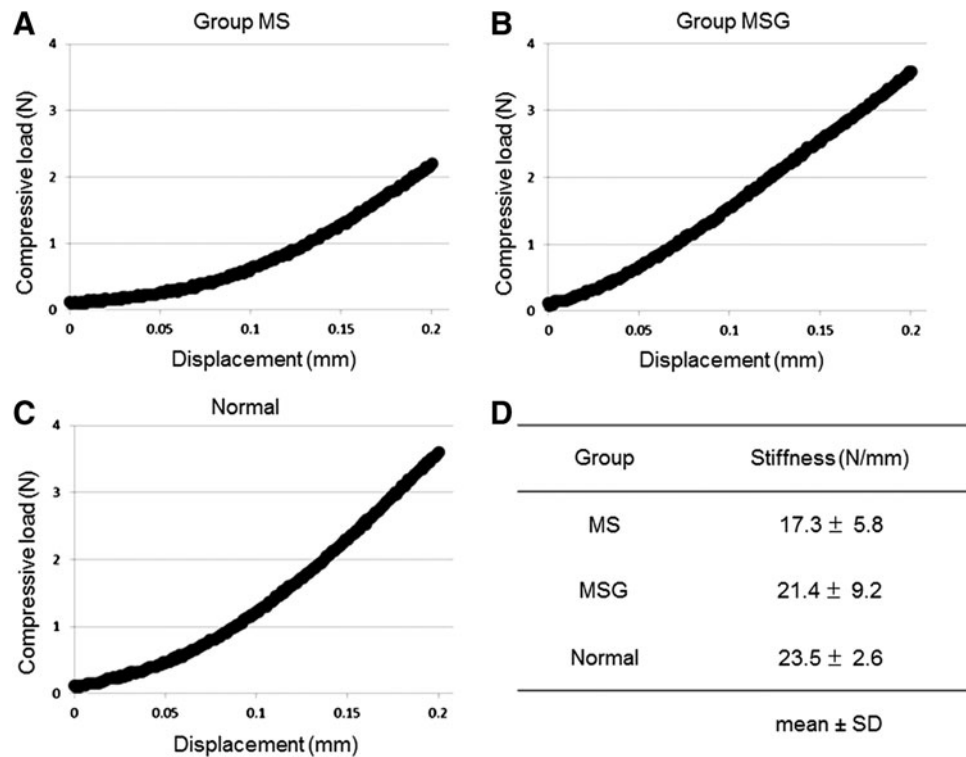 A
Group MS
4
3
2
1
0
Compressive load (N)
0 0.05 0.1 0.15 0.2
Displacement (mm)
B
Group MSG
4
3
2
1
0
Compressive load (N)
0 0.05 0.1 0.15 0.2
Displacement (mm)
C
Normal
4
3
2
1
0
Compressive load (N)
0 0.05 0.1 0.15 0.2
Displacement (mm)
D
Group Stiffness (N/mm)
MS 17.3 ± 5.8
MSG 21.4 ± 9.2
Normal 23.5 ± 2.6
mean ± SD